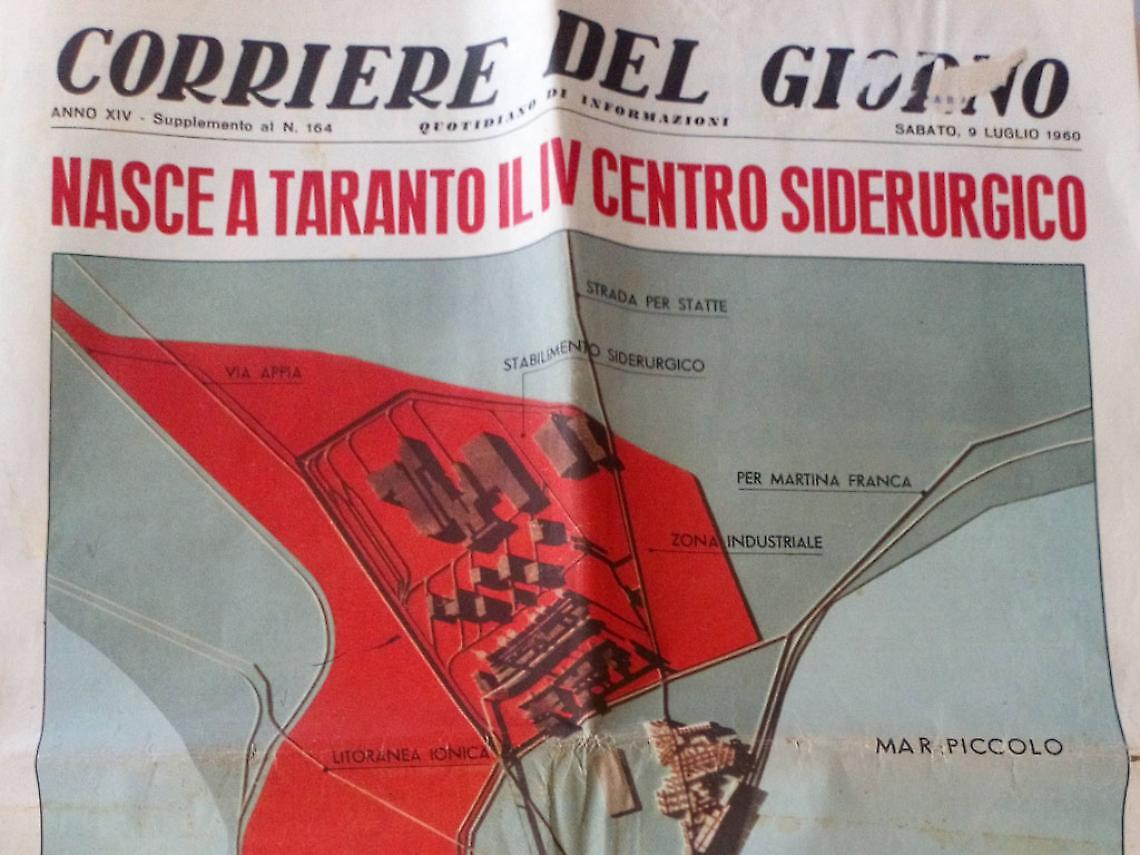 CORRIERE DEL GIORNO
ANNO XIV - Supplemento al N. 164
QUOTIDIANO DI INFORMAZIONI
SABATO, 9 LUGLIO 1960
NASCE A TARANTO IL IV CENTRO SIDERURGICO
STRADA PER STATTE
STABILIMENTO SIDERURGICO
VIA APPIA
PER MARTINA FRANCA
ZONA INDUSTRIALE
LITORANEA IONICA
MAR PICCOLO